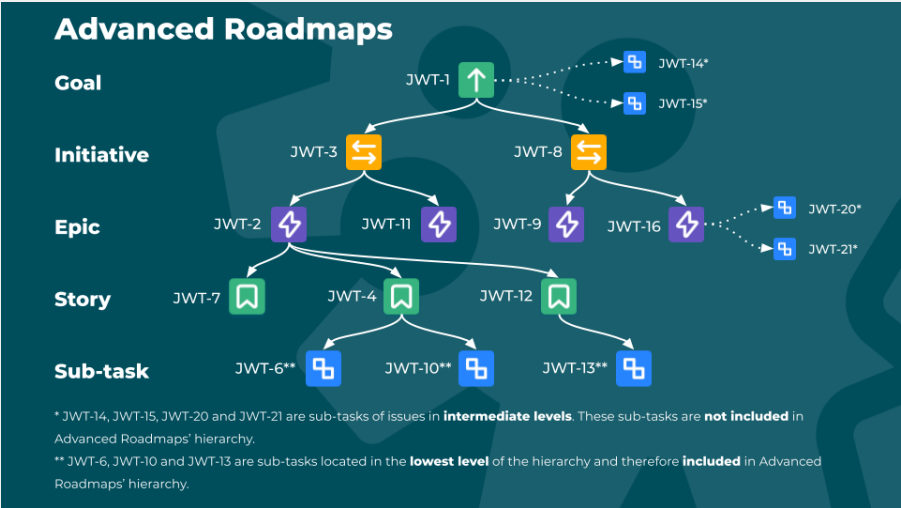 Advanced Roadmaps
Goal
JWT-1
JWT-14*
JWT-15*
Initiative
JWT-3
JWT-8
Epic
JWT-2
JWT-11
JWT-9
JWT-16
JWT-20*
JWT-21*
Story
JWT-7
JWT-4
JWT-12
Sub-task
JWT-6**
JWT-10**
JWT-13**
* JWT-14, JWT-15, JWT-20 and JWT-21 are sub-tasks of issues in intermediate levels. These sub-tasks are not included in
Advanced Roadmaps’ hierarchy.
** JWT-6, JWT-10 and JWT-13 are sub-tasks located in the lowest level of the hierarchy and therefore included in Advanced
Roadmaps’ hierarchy.